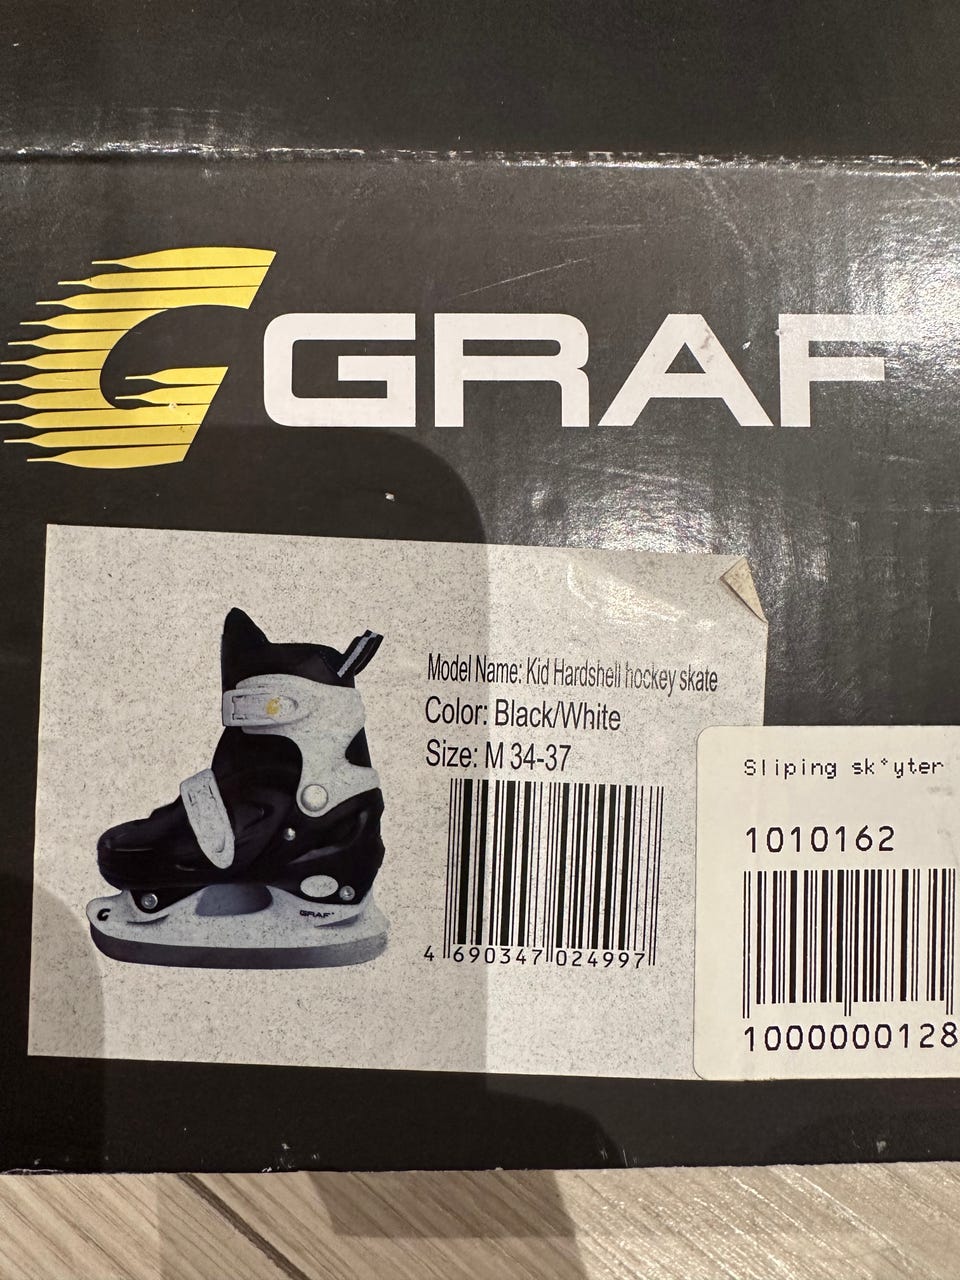 GRAF
Model Name: Kid Hardshell hockey skate
Color: Black/White
Size: M 34-37
4 690347 024997
GRAF
Sliping sk*yter
1010162
1000000128